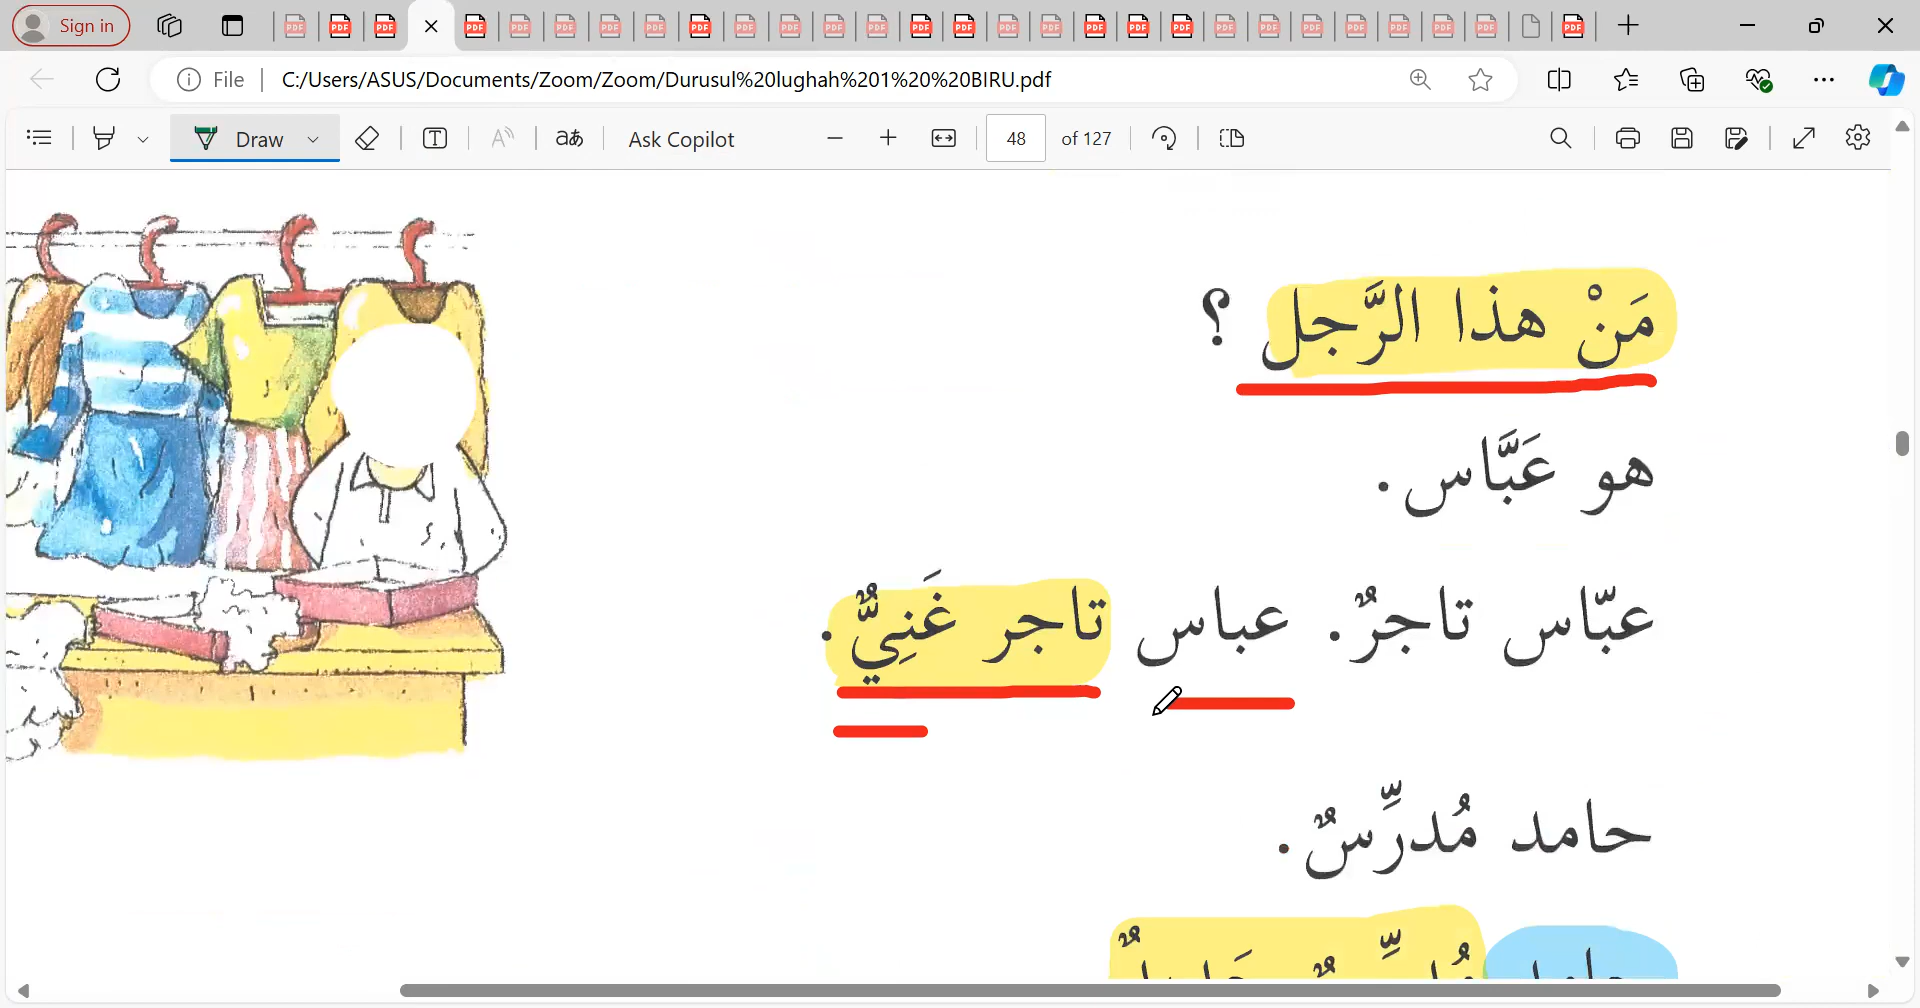 Sign in
File C:/Users/ASUS/Documents/Zoom/Zoom/Durusul%20lughah%201%20%20BIRU.pdf
Draw Ask Copilot 48 of 127
مَنْ هذا الرَّجل ؟
هو عَبَّاس .
عبّاس تاجرٌ . عباس تاجر غَنِيٌّ .
حامد مُدرِّسٌ .